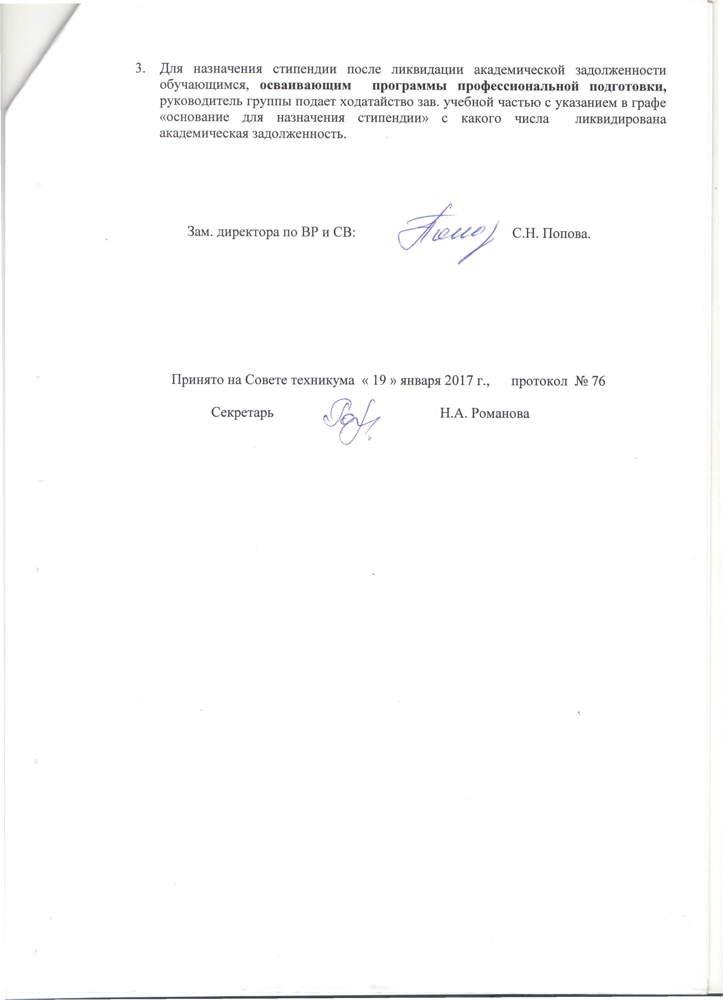 3. Для назначения стипендии после ликвидации академической задолженности
обучающимся, осваивающим программы профессиональной подготовки,
руководитель группы подает ходатайство зав. учебной частью с указанием в графе
«основание для назначения стипендии» с какого числа ликвидирована
академическая задолженность.
Зам. директора по ВР и СВ: С.Н. Попова.
Принято на Совете техникума « 19 » января 2017 г., протокол № 76
Секретарь Н.А. Романова